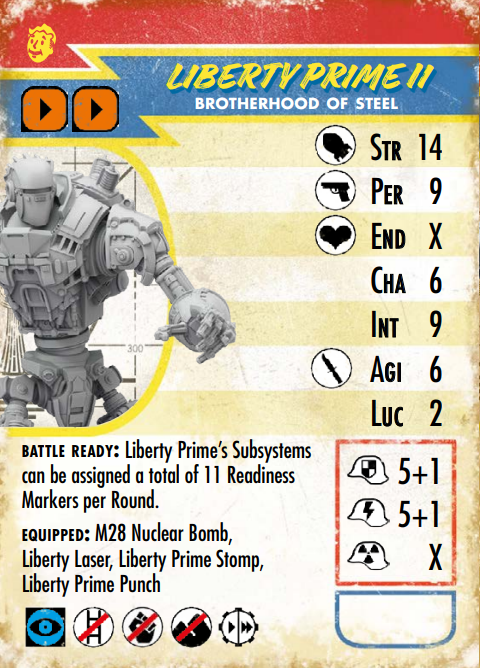 LIBERTY PRIME II
BROTHERHOOD OF STEEL
STR 14
PER 9
END X
CHA 6
INT 9
AGI 6
LUC 2
300
BATTLE READY: Liberty Prime's Subsystems
can be assigned a total of 11 Readiness
Markers per Round.
EQUIPPED: M28 Nuclear Bomb,
Liberty Laser, Liberty Prime Stomp,
Liberty Prime Punch
5+1
5+1
X